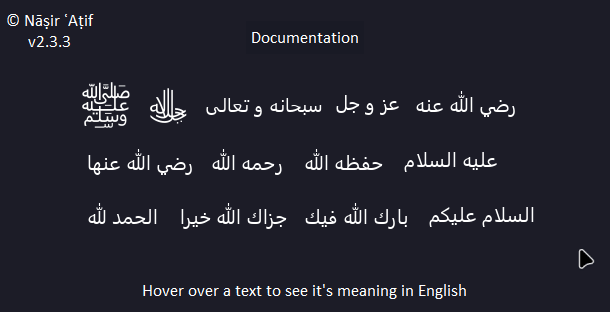 © Nāṣir ʿAṭif
v2.3.3
Documentation
رضي الله عنه عز و جل سبحانه و تعالى ﷻ ﷺ
عليه السلام حفظه الله رحمه الله رضي الله عنها
السلام عليكم بارك الله فيك جزاك الله خيرا الحمد لله
Hover over a text to see it's meaning in English